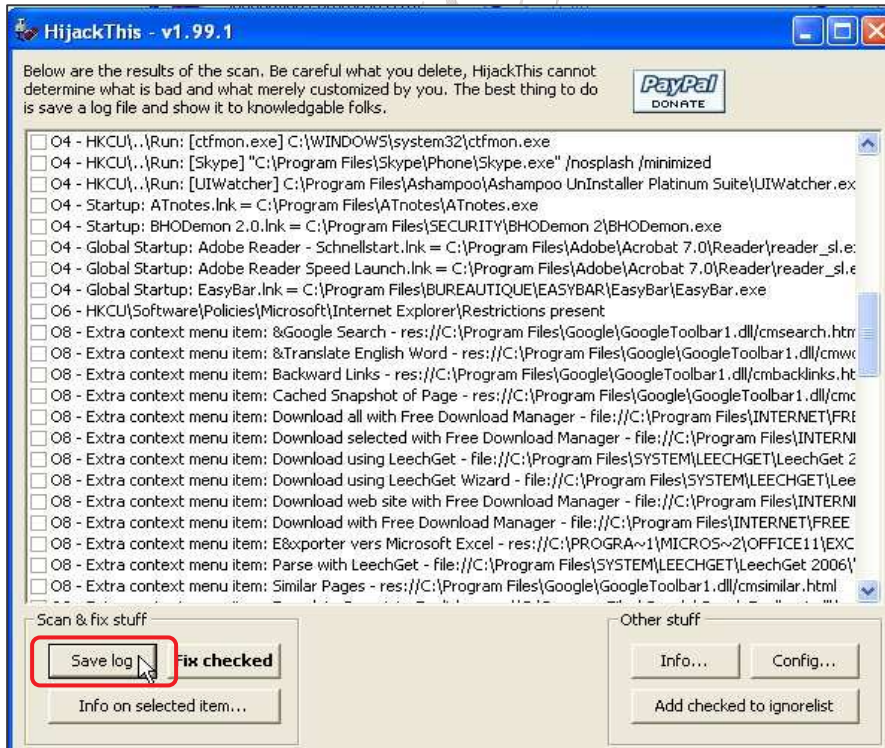 HijackThis - v1.99.1
Below are the results of the scan. Be careful what you delete, HijackThis cannot
determine what is bad and what merely customized by you. The best thing to do
is save a log file and show it to knowledgable folks.
PayPal
DONATE
O4 - HKCU\..\Run: [ctfmon.exe] C:\WINDOWS\system32\ctfmon.exe
O4 - HKCU\..\Run: [Skype] "C:\Program Files\Skype\Phone\Skype.exe" /nosplash /minimized
O4 - HKCU\..\Run: [UIWatcher] C:\Program Files\Ashampoo\Ashampoo UnInstaller Platinum Suite\UIWatcher.ex
O4 - Startup: ATnotes.lnk = C:\Program Files\ATnotes\ATnotes.exe
O4 - Startup: BHODemon 2.0.lnk = C:\Program Files\SECURITY\BHODemon 2\BHODemon.exe
O4 - Global Startup: Adobe Reader - Schnellstart.lnk = C:\Program Files\Adobe\Acrobat 7.0\Reader\reader_sl.e
O4 - Global Startup: Adobe Reader Speed Launch.lnk = C:\Program Files\Adobe\Acrobat 7.0\Reader\reader_sl.e
O4 - Global Startup: EasyBar.lnk = C:\Program Files\BUREAUTIQUE\EASYBAR\EasyBar\EasyBar.exe
O6 - HKCU\Software\Policies\Microsoft\Internet Explorer\Restrictions present
O8 - Extra context menu item: &Google Search - res://C:\Program Files\Google\GoogleToolbar1.dll/cmsearch.htm
O8 - Extra context menu item: &Translate English Word - res://C:\Program Files\Google\GoogleToolbar1.dll/cmwo
O8 - Extra context menu item: Backward Links - res://C:\Program Files\Google\GoogleToolbar1.dll/cmbacklinks.ht
O8 - Extra context menu item: Cached Snapshot of Page - res://C:\Program Files\Google\GoogleToolbar1.dll/cmc
O8 - Extra context menu item: Download all with Free Download Manager - file://C:\Program Files\INTERNET\FRE
O8 - Extra context menu item: Download selected with Free Download Manager - file://C:\Program Files\INTERN
O8 - Extra context menu item: Download using LeechGet - file://C:\Program Files\SYSTEM\LEECHGET\LeechGet 2
O8 - Extra context menu item: Download using LeechGet Wizard - file://C:\Program Files\SYSTEM\LEECHGET\Lee
O8 - Extra context menu item: Download web site with Free Download Manager - file://C:\Program Files\INTERN
O8 - Extra context menu item: Download with Free Download Manager - file://C:\Program Files\INTERNET\FREE
O8 - Extra context menu item: E&xporter vers Microsoft Excel - res://C:\PROGRA~1\MICROS~2\OFFICE11\EXC
O8 - Extra context menu item: Parse with LeechGet - file://C:\Program Files\SYSTEM\LEECHGET\LeechGet 2006\
O8 - Extra context menu item: Similar Pages - res://C:\Program Files\Google\GoogleToolbar1.dll/cmsimilar.html
Scan & fix stuff
Other stuff
Save log
Fix checked
Info...
Config...
Info on selected item...
Add checked to ignorelist